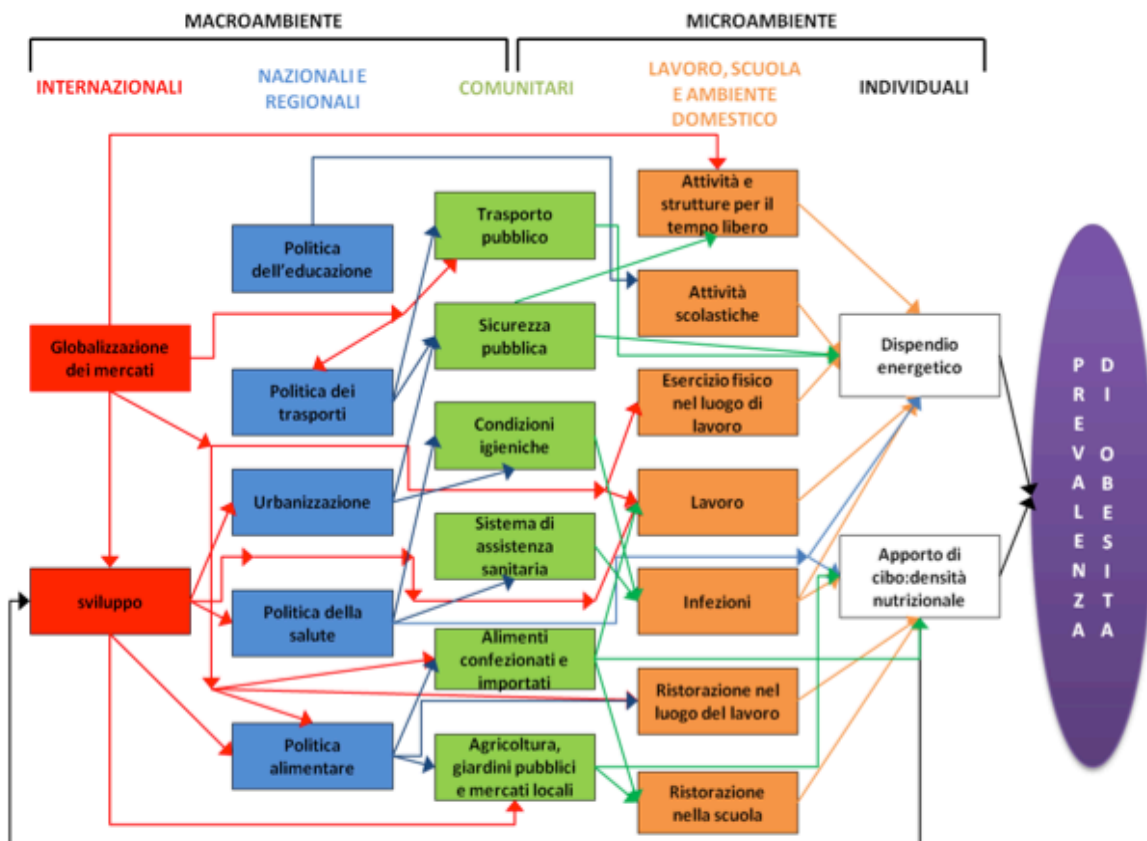 MACROAMBIENTE
MICROAMBIENTE
INTERNAZIONALI
NAZIONALI E
REGIONALI
COMUNITARI
LAVORO, SCUOLA
E AMBIENTE
DOMESTICO
INDIVIDUALI
Globalizzazione
dei mercati
sviluppo
Politica
dell'educazione
Politica dei
trasporti
Urbanizzazione
Politica della
salute
Politica
alimentare
Trasporto
pubblico
Sicurezza
pubblica
Condizioni
igieniche
Sistema di
assistenza
sanitaria
Alimenti
confezionati e
importati
Agricoltura,
giardini pubblici
e mercati locali
Attività e
strutture per il
tempo libero
Attività
scolastiche
Esercizio fisico
nel luogo di
lavoro
Lavoro
Infezioni
Ristorazione nel
luogo del lavoro
Ristorazione
nella scuola
Dispendio
energetico
Apporto di
cibo:densità
nutrizionale
PREVALENZA
DI OBESITA